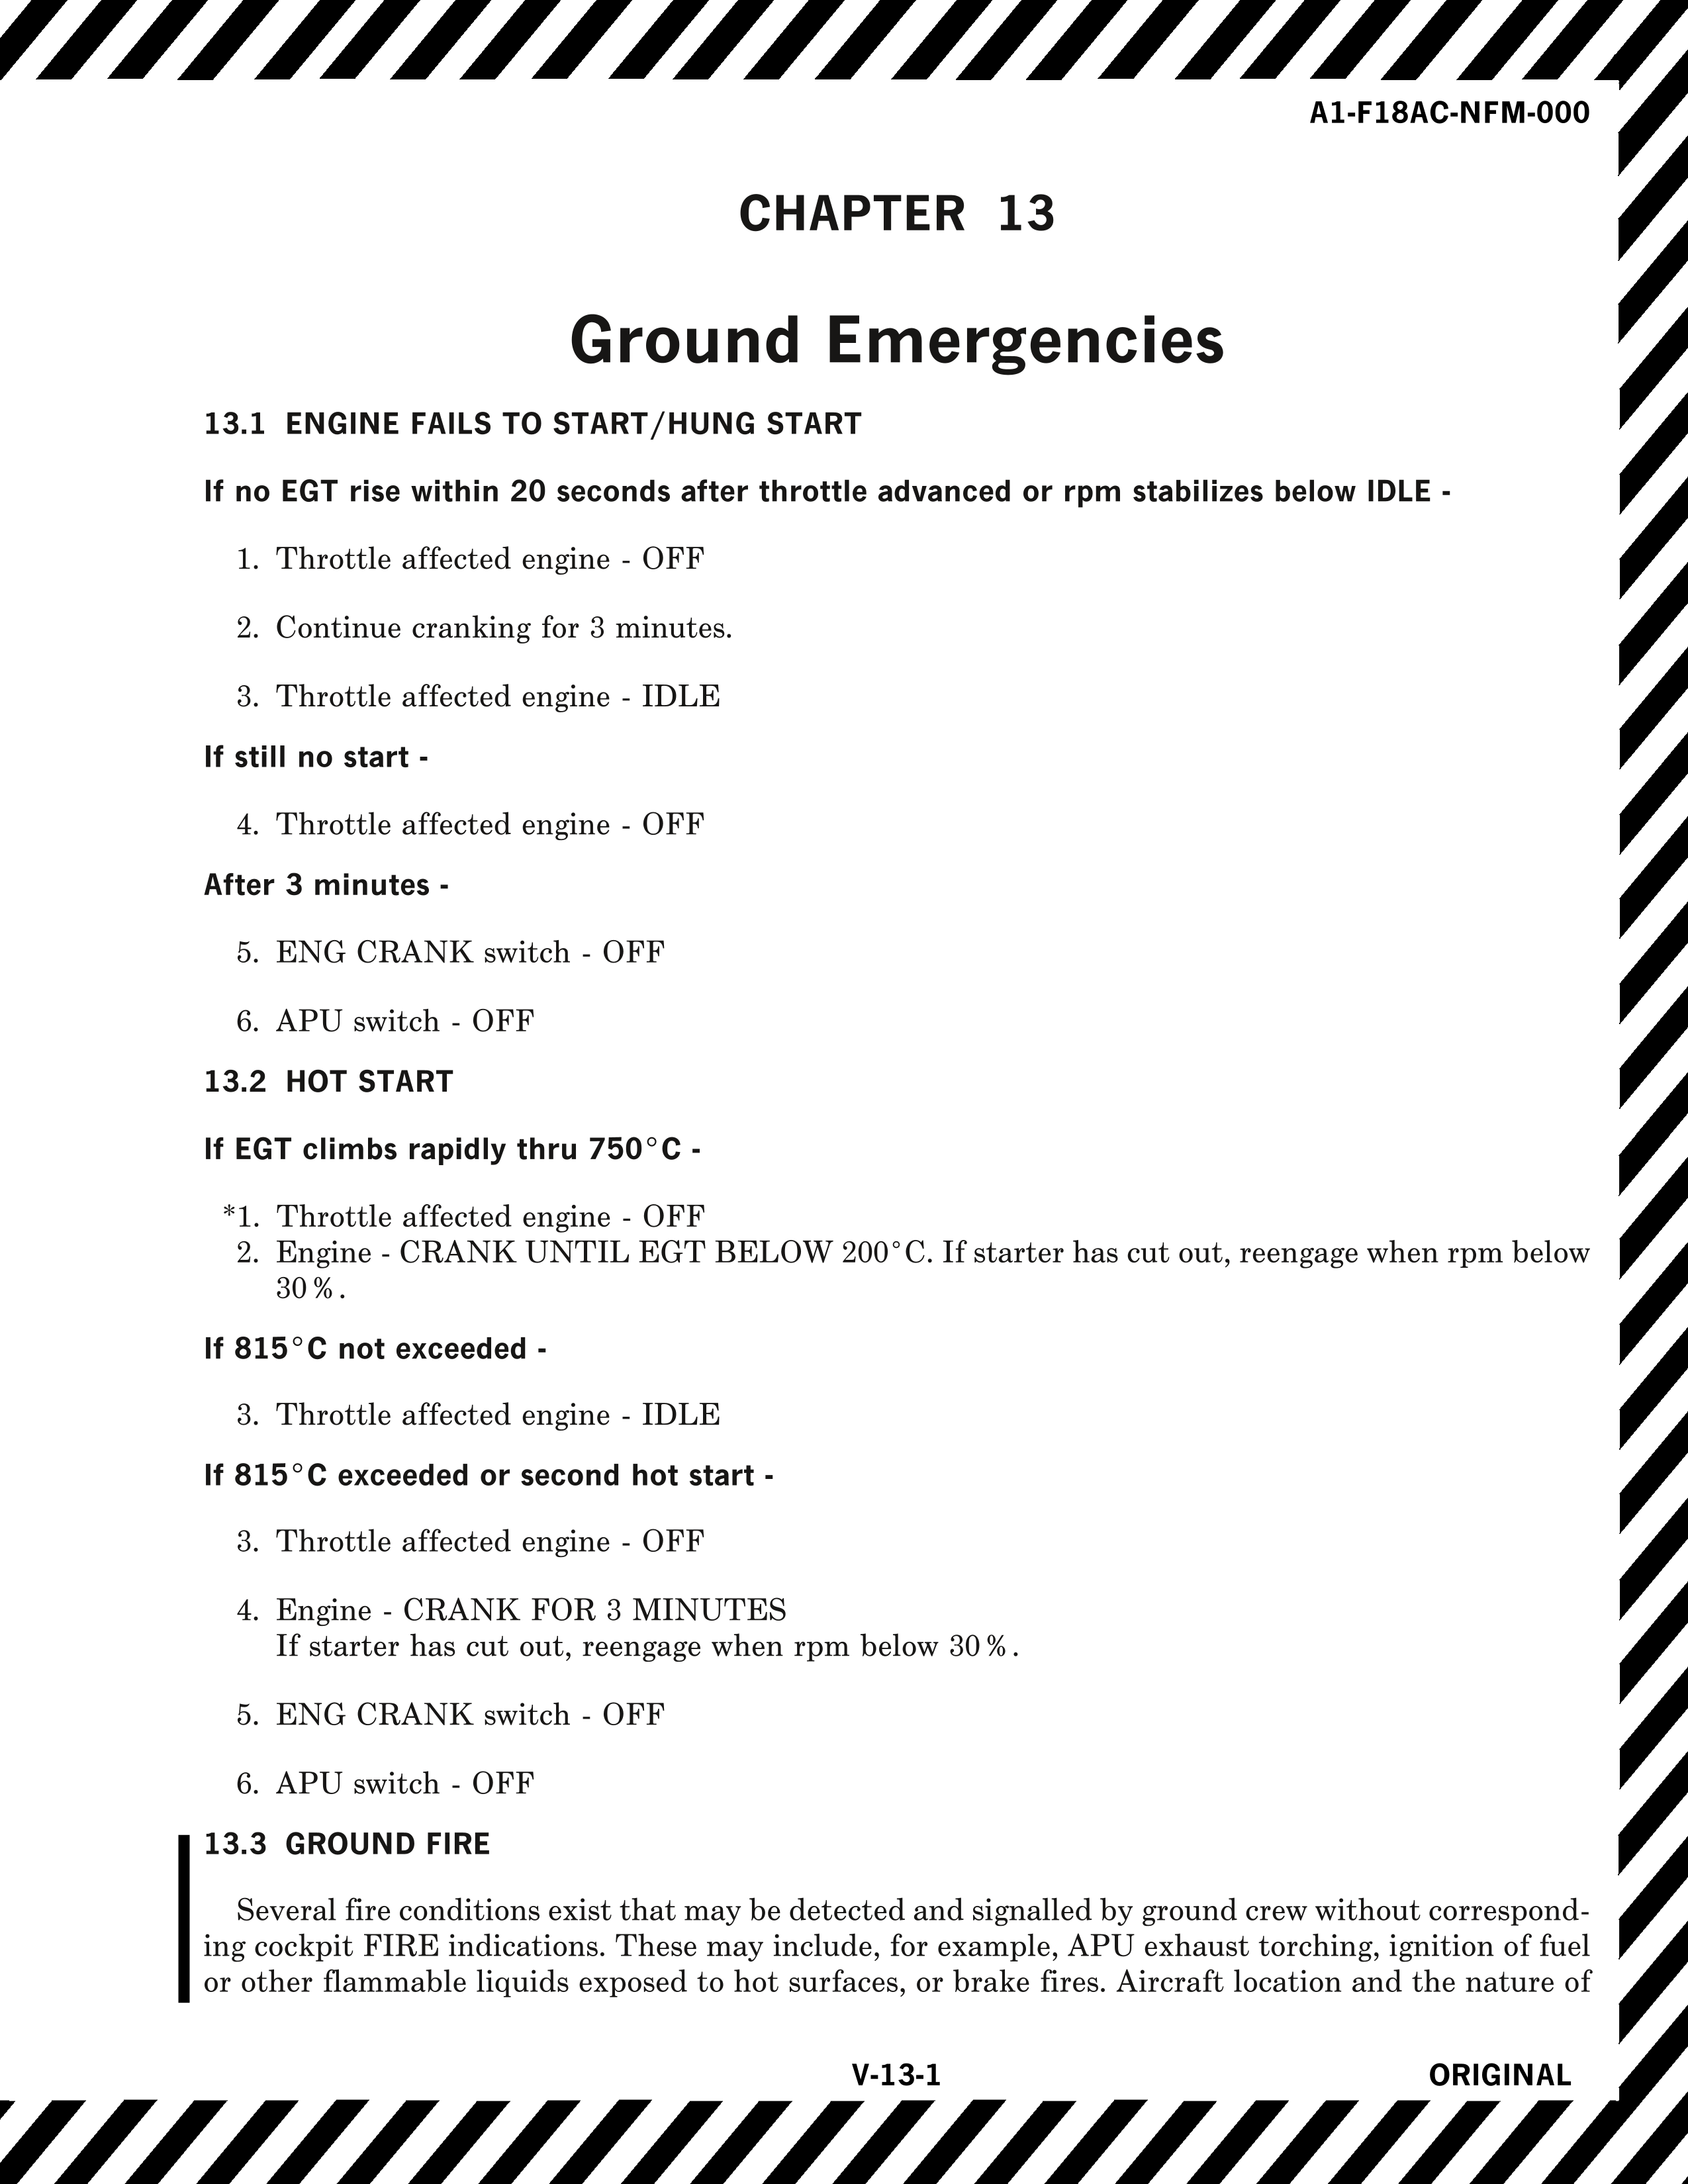 A1-F18AC-NFM-000
CHAPTER 13
Ground Emergencies
13.1 ENGINE FAILS TO START/HUNG START
If no EGT rise within 20 seconds after throttle advanced or rpm stabilizes below IDLE -
1. Throttle affected engine - OFF
2. Continue cranking for 3 minutes.
3. Throttle affected engine - IDLE
If still no start -
4. Throttle affected engine - OFF
After 3 minutes -
5. ENG CRANK switch - OFF
6. APU switch - OFF
13.2 HOT START
If EGT climbs rapidly thru 750°C -
*1. Throttle affected engine - OFF
2. Engine - CRANK UNTIL EGT BELOW 200°C. If starter has cut out, reengage when rpm below
30%.
If 815°C not exceeded -
3. Throttle affected engine - IDLE
If 815°C exceeded or second hot start -
3. Throttle affected engine - OFF
4. Engine - CRANK FOR 3 MINUTES
If starter has cut out, reengage when rpm below 30%.
5. ENG CRANK switch - OFF
6. APU switch - OFF
13.3 GROUND FIRE
Several fire conditions exist that may be detected and signalled by ground crew without correspond-
ing cockpit FIRE indications. These may include, for example, APU exhaust torching, ignition of fuel
or other flammable liquids exposed to hot surfaces, or brake fires. Aircraft location and the nature of
V-13-1
ORIGINAL